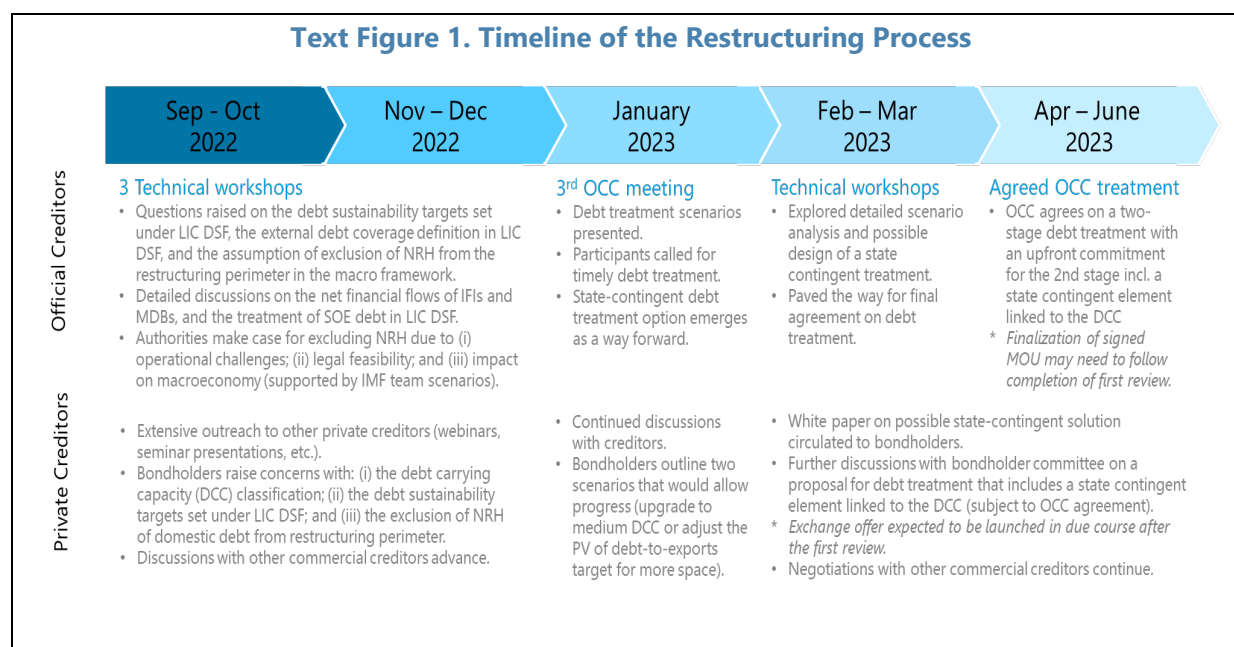 Text Figure 1. Timeline of the Restructuring Process
Sep - Oct
2022
Nov – Dec
2022
January
2023
Feb – Mar
2023
Apr – June
2023
Official Creditors
3 Technical workshops
• Questions raised on the debt sustainability targets set
under LIC DSF, the external debt coverage definition in LIC
DSF, and the assumption of exclusion of NRH from the
restructuring perimeter in the macro framework.
• Detailed discussions on the net financial flows of IFIs and
MDBs, and the treatment of SOE debt in LIC DSF.
• Authorities make case for excluding NRH due to (i)
operational challenges; (ii) legal feasibility; and (iii) impact
on macroeconomy (supported by IMF team scenarios).
3rd OCC meeting
• Debt treatment scenarios
presented.
• Participants called for
timely debt treatment.
• State-contingent debt
treatment option emerges
as a way forward.
Technical workshops
• Explored detailed scenario
analysis and possible
design of a state
contingent treatment.
• Paved the way for final
agreement on debt
treatment.
Agreed OCC treatment
• OCC agrees on a two-
stage debt treatment with
an upfront commitment
for the 2nd stage incl. a
state contingent element
linked to the DCC
* Finalization of signed
MOU may need to follow
completion of first review.
Private Creditors
• Extensive outreach to other private creditors (webinars,
seminar presentations, etc.).
• Bondholders raise concerns with: (i) the debt carrying
capacity (DCC) classification; (ii) the debt sustainability
targets set under LIC DSF; and (iii) the exclusion of NRH
of domestic debt from restructuring perimeter.
• Discussions with other commercial creditors advance.
• Continued discussions
with creditors.
• Bondholders outline two
scenarios that would allow
progress (upgrade to
medium DCC or adjust the
PV of debt-to-exports
target for more space).
• White paper on possible state-contingent solution
circulated to bondholders.
• Further discussions with bondholder committee on a
proposal for debt treatment that includes a state contingent
element linked to the DCC (subject to OCC agreement).
* Exchange offer expected to be launched in due course after
the first review.
• Negotiations with other commercial creditors continue.